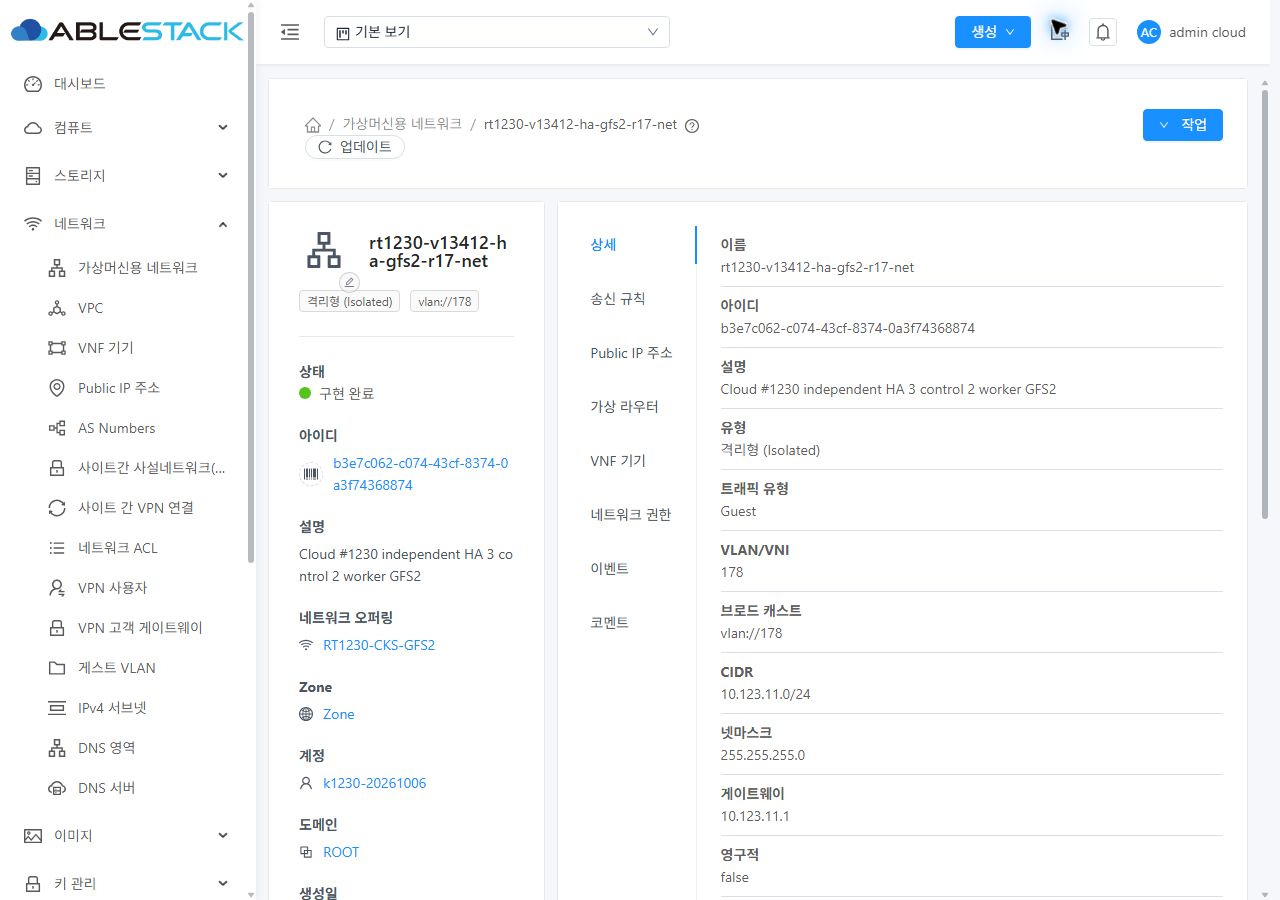 ABLESTACK
기본 보기
생성
AC
admin cloud
대시보드
컴퓨트
스토리지
네트워크
가상머신용 네트워크
VPC
VNF 기기
Public IP 주소
AS Numbers
사이트간 사설네트워크(...
사이트 간 VPN 연결
네트워크 ACL
VPN 사용자
VPN 고객 게이트웨이
게스트 VLAN
IPv4 서브넷
DNS 영역
DNS 서버
이미지
키 관리
/ 가상머신용 네트워크 / rt1230-v13412-ha-gfs2-r17-net
업데이트
작업
rt1230-v13412-h
a-gfs2-r17-net
격리형 (Isolated)
vlan://178
상태
구현 완료
아이디
b3e7c062-c074-43cf-8374-0
a3f74368874
설명
Cloud #1230 independent HA 3 co
ntrol 2 worker GFS2
네트워크 오퍼링
RT1230-CKS-GFS2
Zone
Zone
계정
k1230-20261006
도메인
ROOT
생성일
상세
송신 규칙
Public IP 주소
가상 라우터
VNF 기기
네트워크 권한
이벤트
코멘트
이름
rt1230-v13412-ha-gfs2-r17-net
아이디
b3e7c062-c074-43cf-8374-0a3f74368874
설명
Cloud #1230 independent HA 3 control 2 worker GFS2
유형
격리형 (Isolated)
트래픽 유형
Guest
VLAN/VNI
178
브로드 캐스트
vlan://178
CIDR
10.123.11.0/24
넷마스크
255.255.255.0
게이트웨이
10.123.11.1
영구적
false